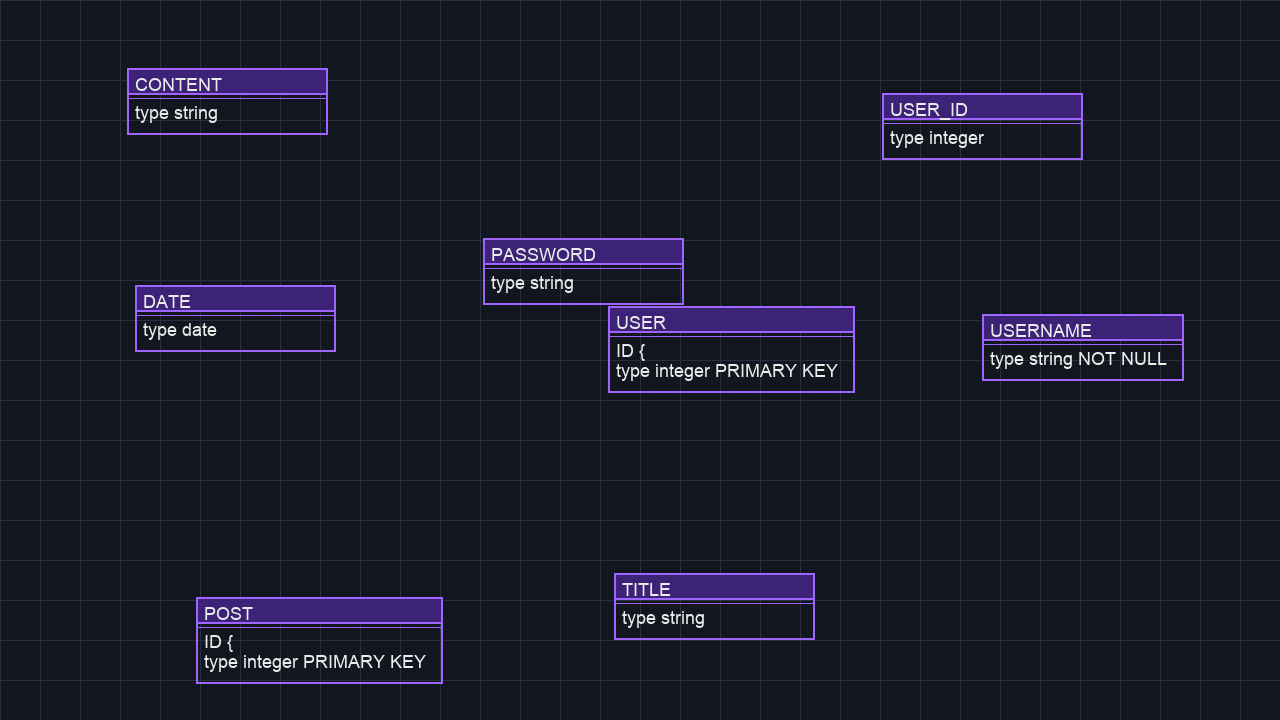 CONTENT
type string
USER_ID
type integer
PASSWORD
type string
DATE
type date
USER
ID {
type integer PRIMARY KEY
USERNAME
type string NOT NULL
TITLE
type string
POST
ID {
type integer PRIMARY KEY